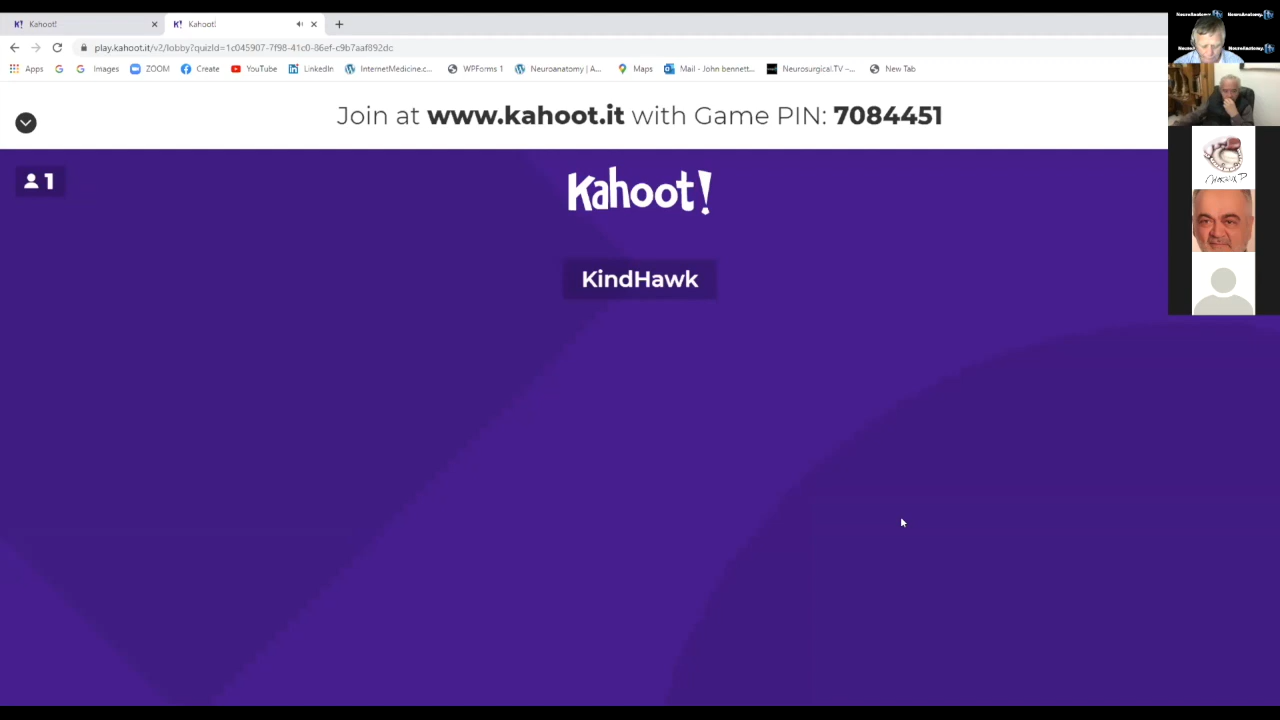 Kahoot!
Kahoot!
play.kahoot.it/v2/lobby?quizId=1c045907-7f98-41c0-86ef-c9b7aaf892dc
Apps
Images
ZOOM
Create
YouTube
LinkedIn
InternetMedicine.c...
WPForms 1
Neuroanatomy | A...
Maps
Mail - John bennett...
Neurosurgical.TV –...
New Tab
Join at www.kahoot.it with Game PIN: 7084451
1
Kahoot!
KindHawk